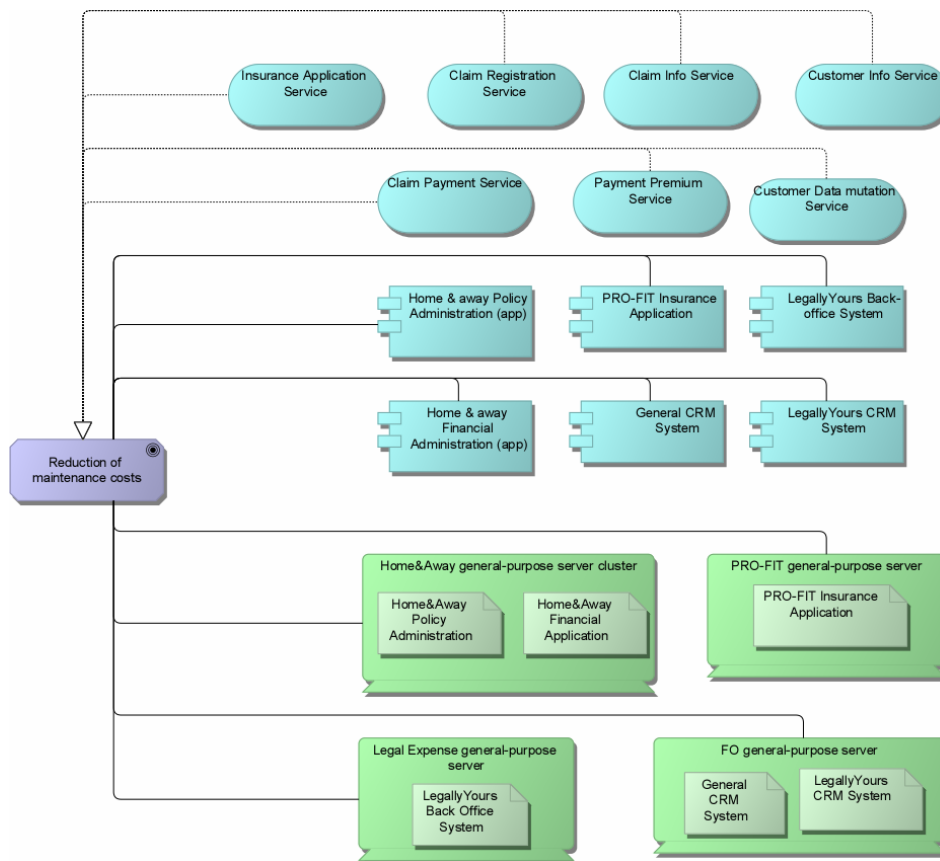 Insurance Application
Service
Claim Registration
Service
Claim Info Service
Customer Info Service
Claim Payment Service
Payment Premium
Service
Customer Data mutation
Service
Home & away Policy
Administration (app)
PRO-FIT Insurance
Application
LegallyYours Back-
office System
Home & away
Financial
Administration (app)
General CRM
System
LegallyYours CRM
System
Reduction of
maintenance costs
Home&Away general-purpose server cluster
Home&Away
Policy
Administration
Home&Away
Financial
Application
PRO-FIT general-purpose server
PRO-FIT Insurance
Application
Legal Expense general-purpose
server
LegallyYours
Back Office
System
FO general-purpose server
General
CRM
System
LegallyYours
CRM System